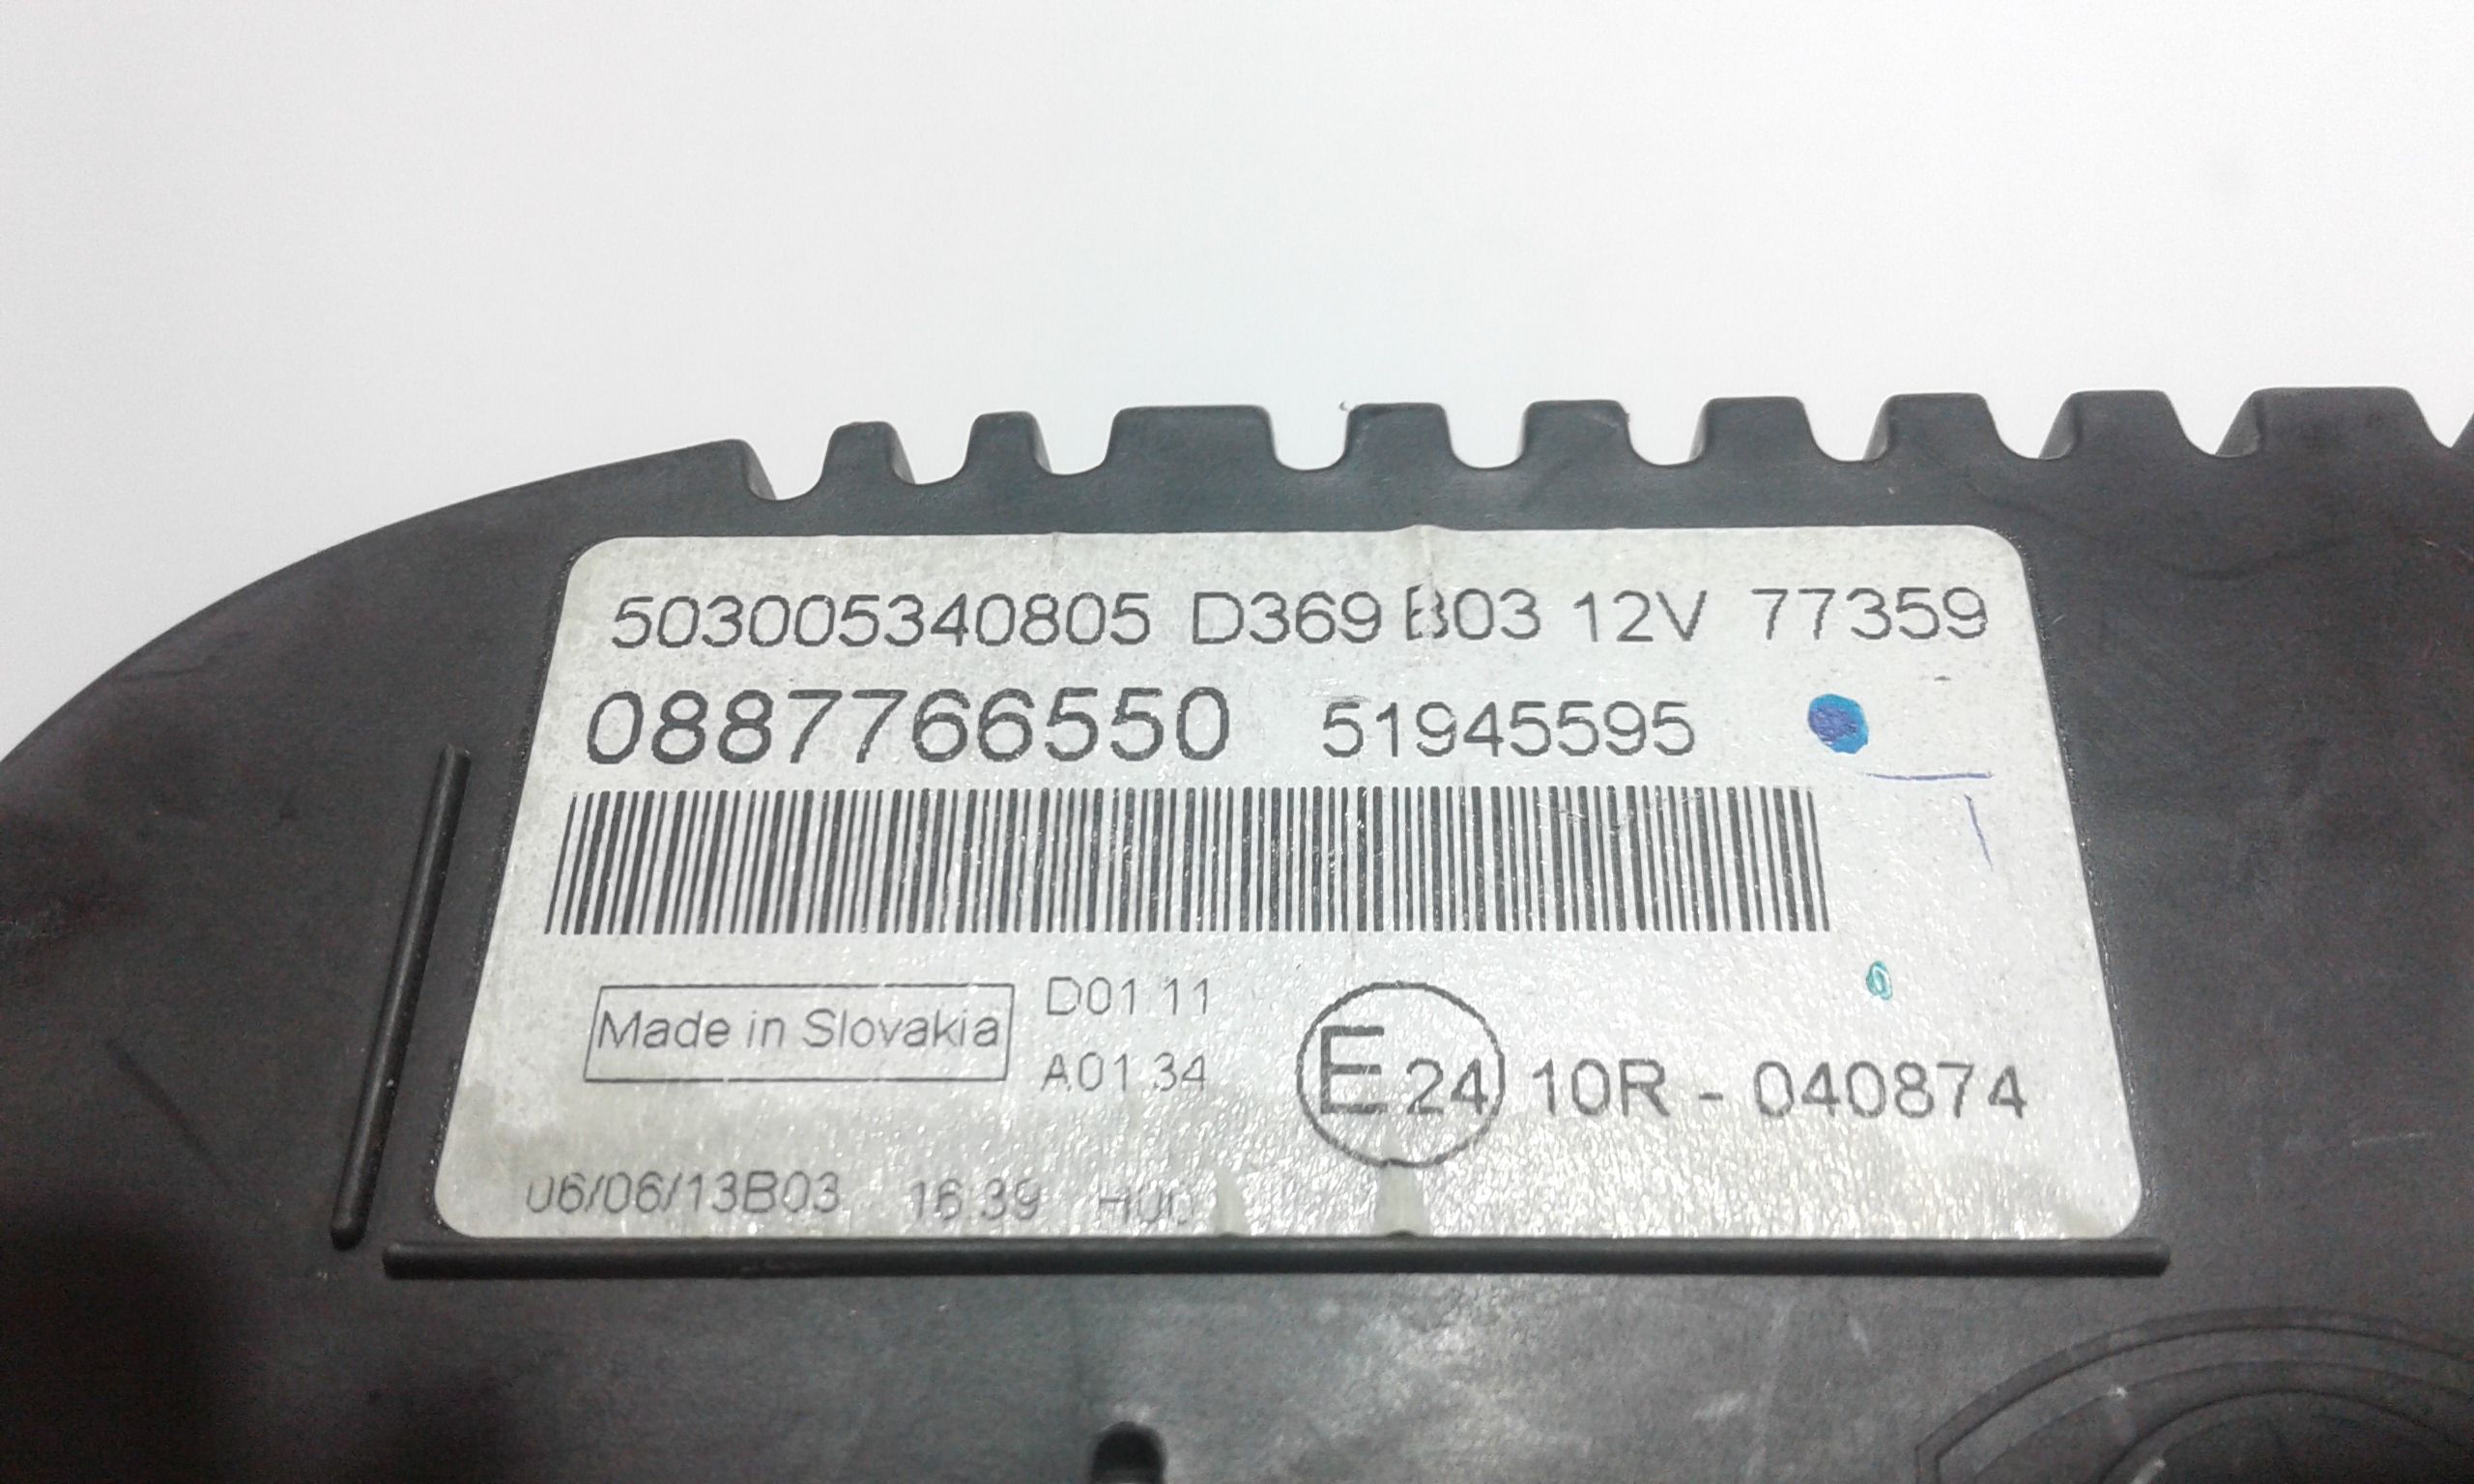 503005340805 D369 B03 12V 77359
0887766550 51945595
Made in Slovakia
D01 11
A01 34
E 24 10R - 040874
06/06/13B03 16.39